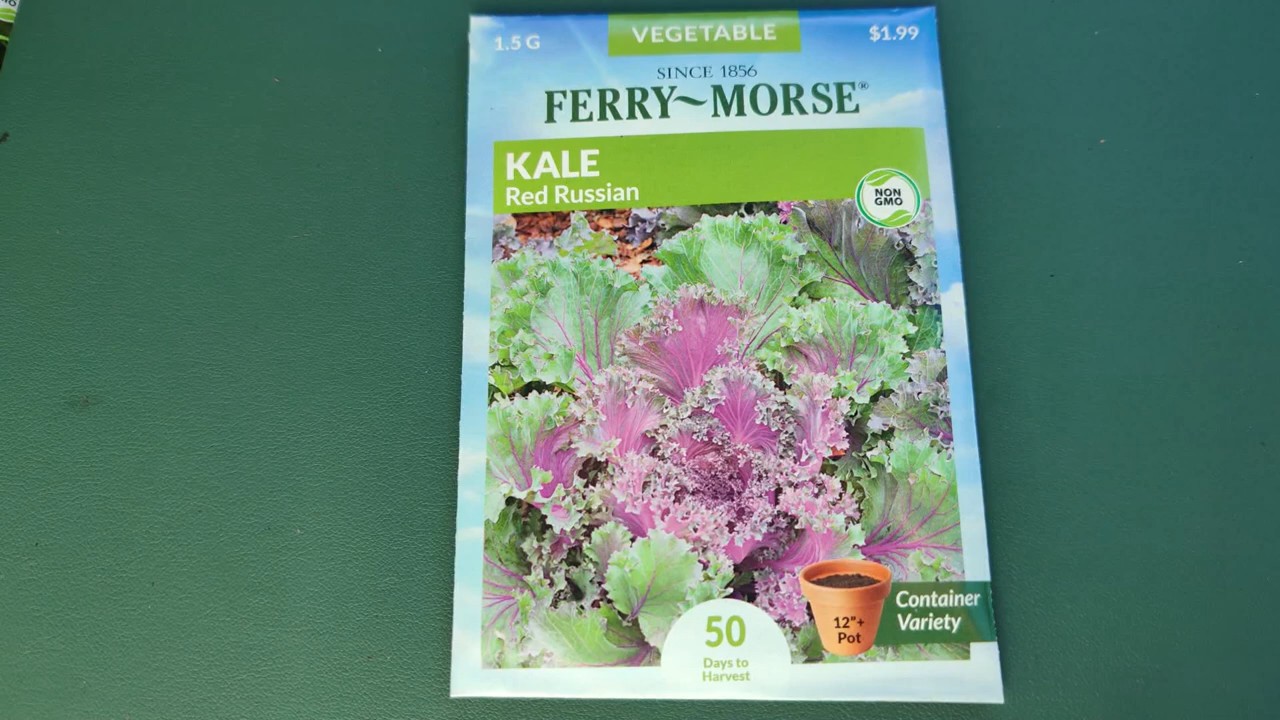 1.5 G
VEGETABLE
$1.99
SINCE 1856
FERRY~MORSE®
KALE
Red Russian
NON
GMO
50
Days to
Harvest
12"+
Pot
Container
Variety